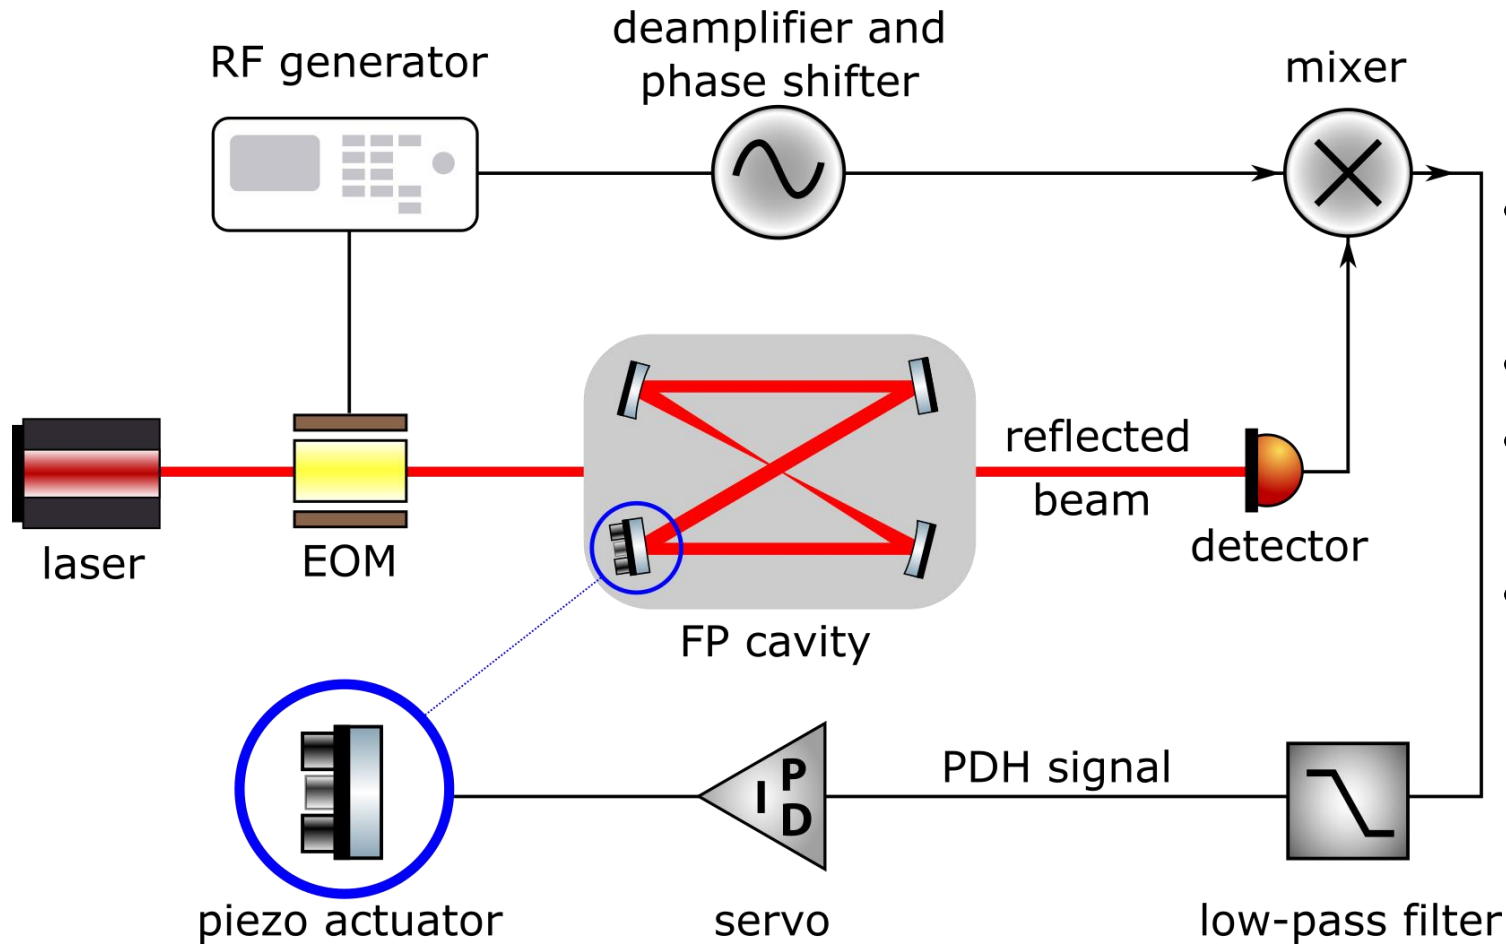 deamplifier and
phase shifter
RF generator
mixer
reflected
beam
laser
EOM
detector
FP cavity
PDH signal
P
I
D
piezo actuator
servo
low-pass filter